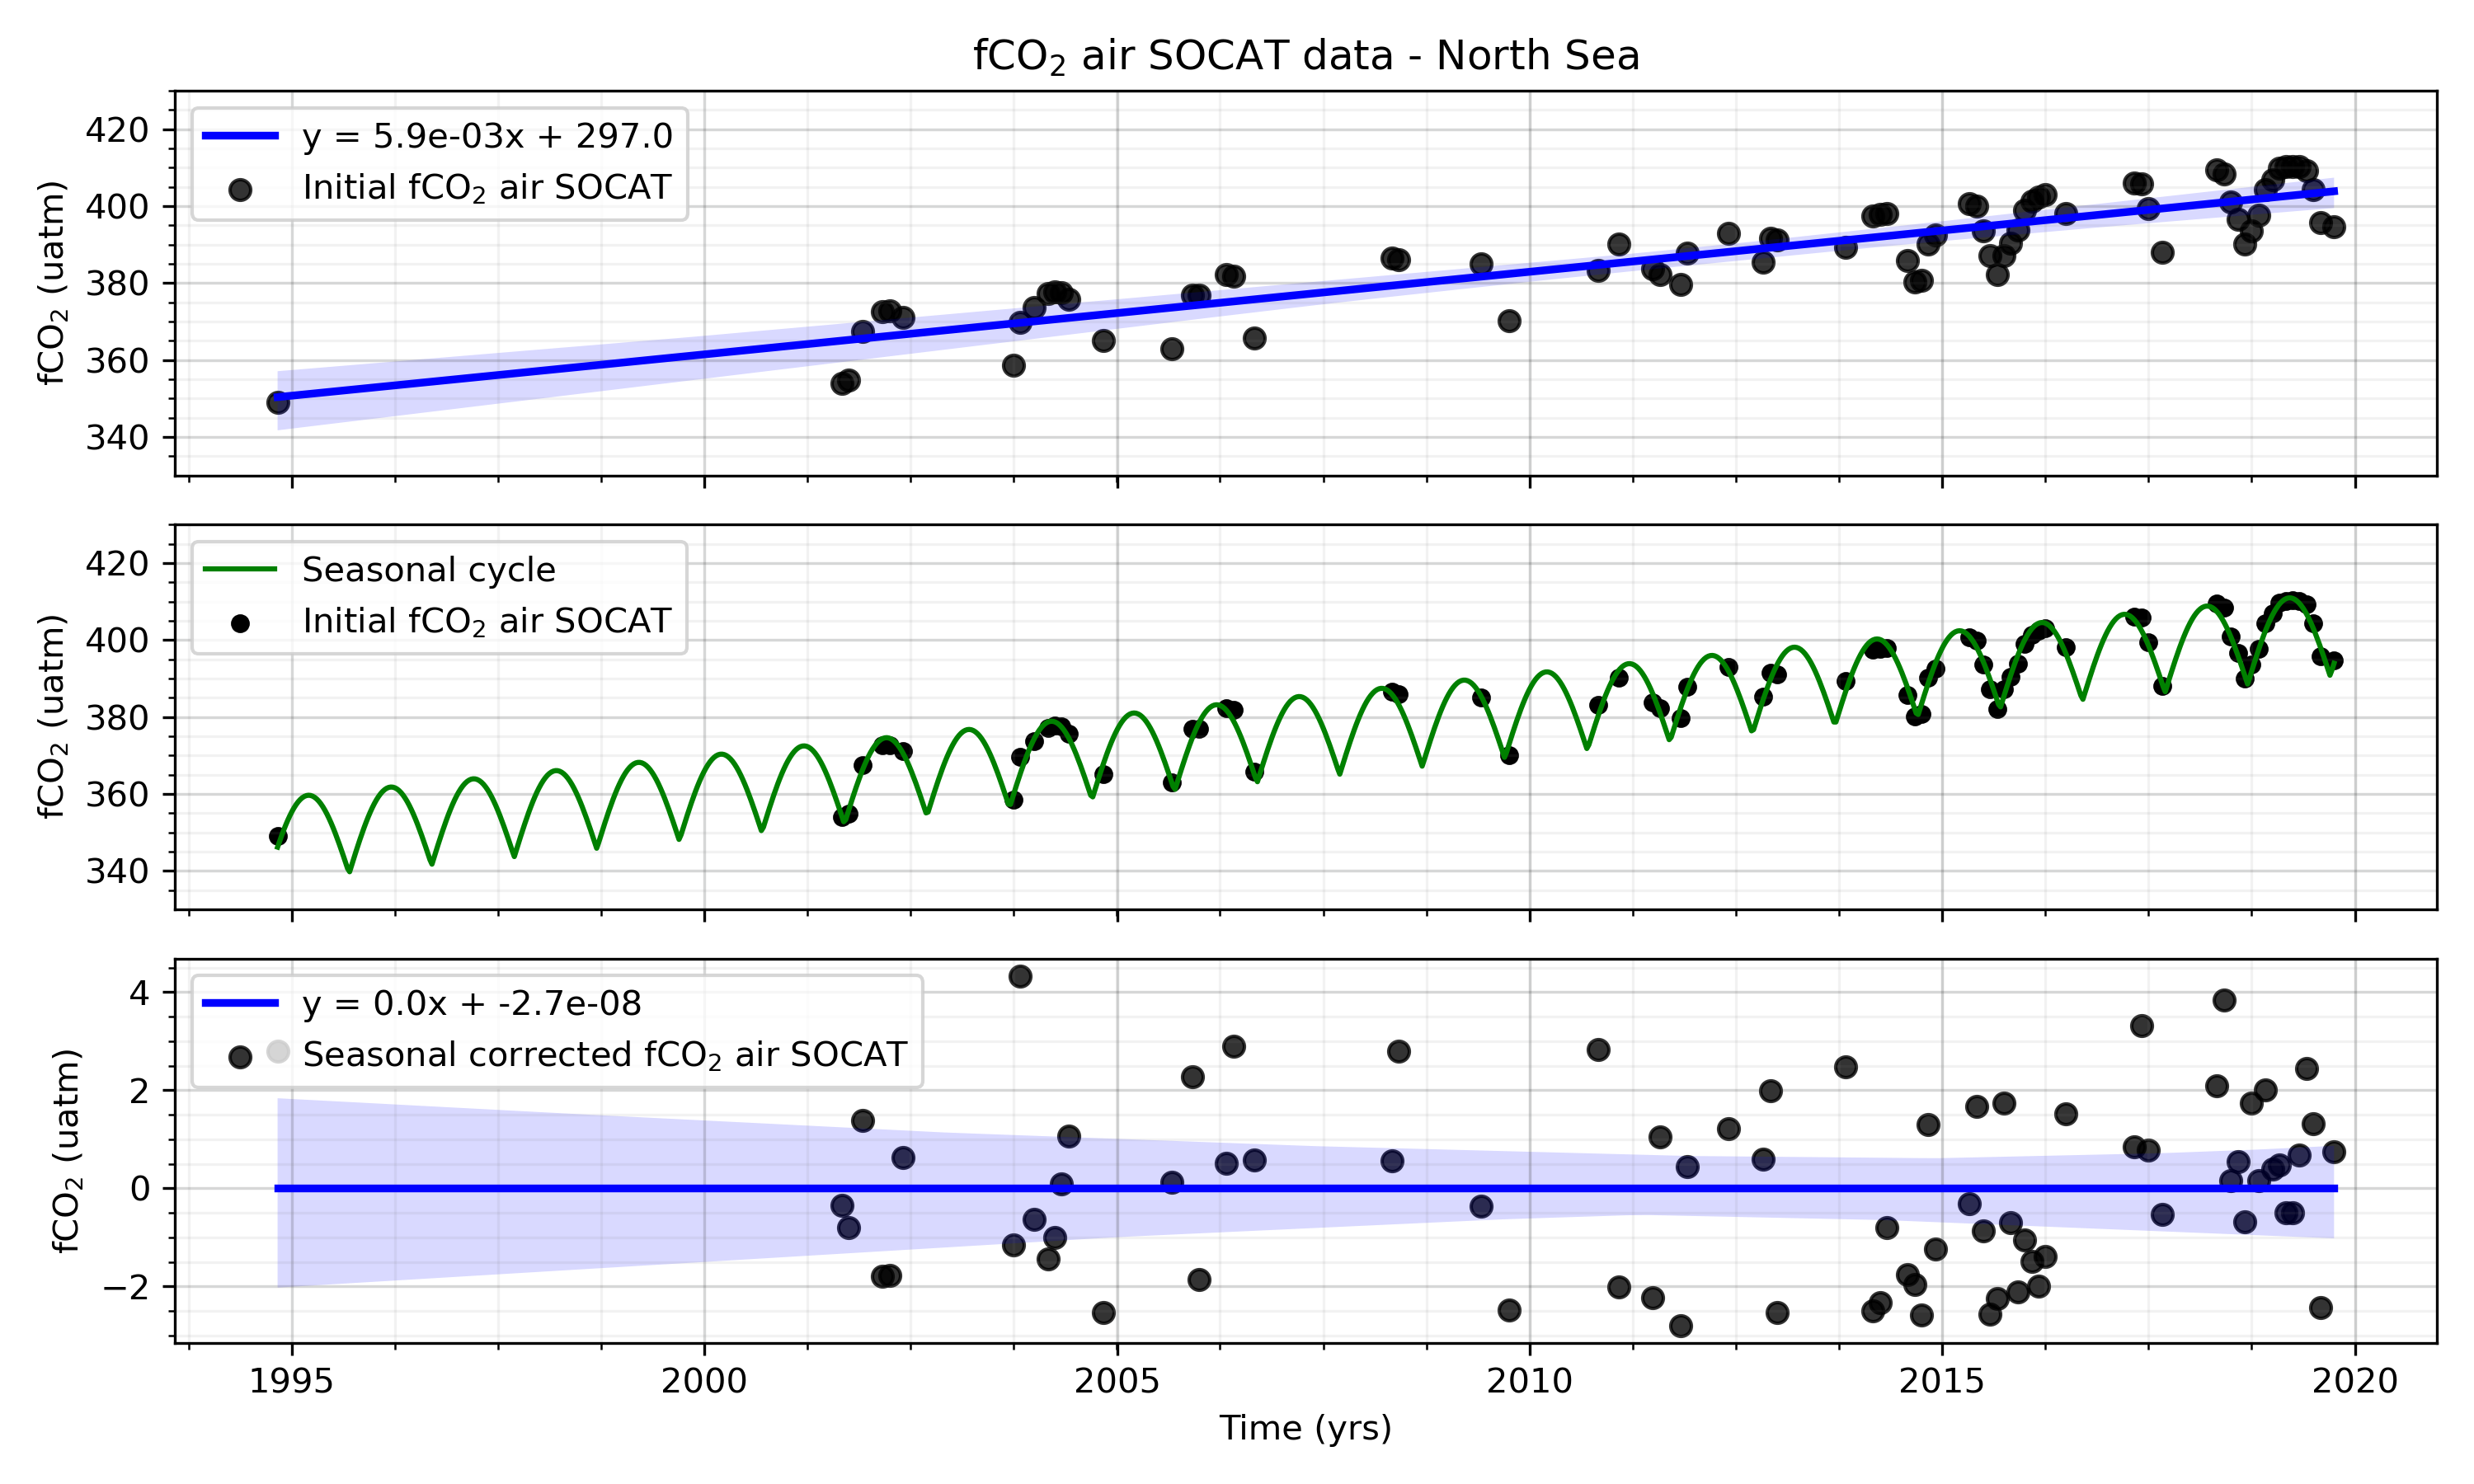 fCO₂ air SOCAT data - North Sea
420
400
380
360
340
fCO₂ (uatm)
y = 5.9e-03x + 297.0
Initial fCO₂ air SOCAT
420
400
380
360
340
fCO₂ (uatm)
Seasonal cycle
Initial fCO₂ air SOCAT
4
2
0
−2
fCO₂ (uatm)
y = 0.0x + -2.7e-08
Seasonal corrected fCO₂ air SOCAT
1995 2000 2005 2010 2015 2020
Time (yrs)